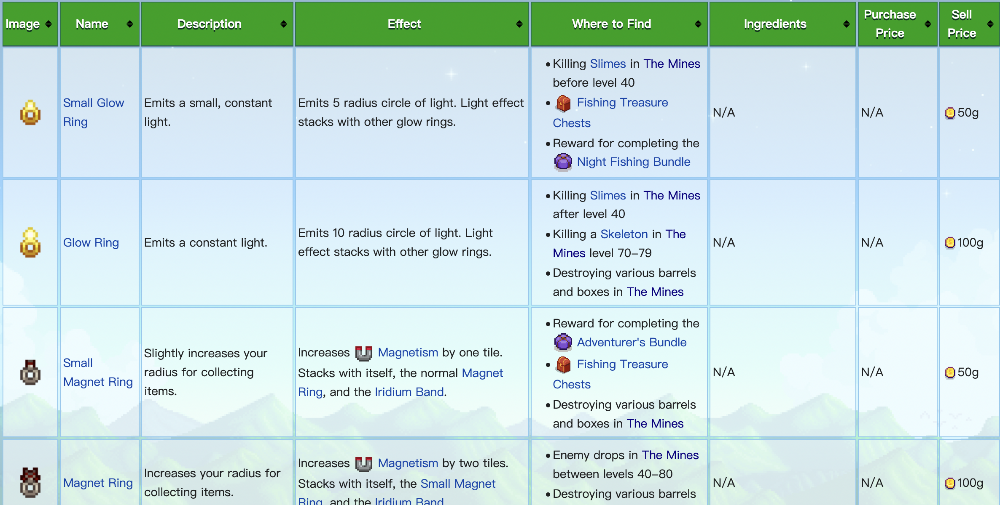 Image
Name
Description
Effect
Where to Find
Ingredients
Purchase
Price
Sell
Price
Small Glow
Ring
Emits a small, constant
light.
Emits 5 radius circle of light. Light effect
stacks with other glow rings.
•Killing Slimes in The Mines
before level 40
• Fishing Treasure
Chests
•Reward for completing the
Night Fishing Bundle
N/A
N/A
50g
Glow Ring
Emits a constant light.
Emits 10 radius circle of light. Light
effect stacks with other glow rings.
•Killing Slimes in The Mines
after level 40
•Killing a Skeleton in The
Mines level 70–79
•Destroying various barrels
and boxes in The Mines
N/A
N/A
100g
Small
Magnet Ring
Slightly increases your
radius for collecting
items.
Increases Magnetism by one tile.
Stacks with itself, the normal Magnet
Ring, and the Iridium Band.
•Reward for completing the
Adventurer's Bundle
• Fishing Treasure
Chests
•Destroying various barrels
and boxes in The Mines
N/A
N/A
50g
Magnet Ring
Increases your radius for
collecting items.
Increases Magnetism by two tiles.
Stacks with itself, the Small Magnet
Ring, and the Iridium Band
•Enemy drops in The Mines
between levels 40–80
•Destroying various barrels
N/A
N/A
100g